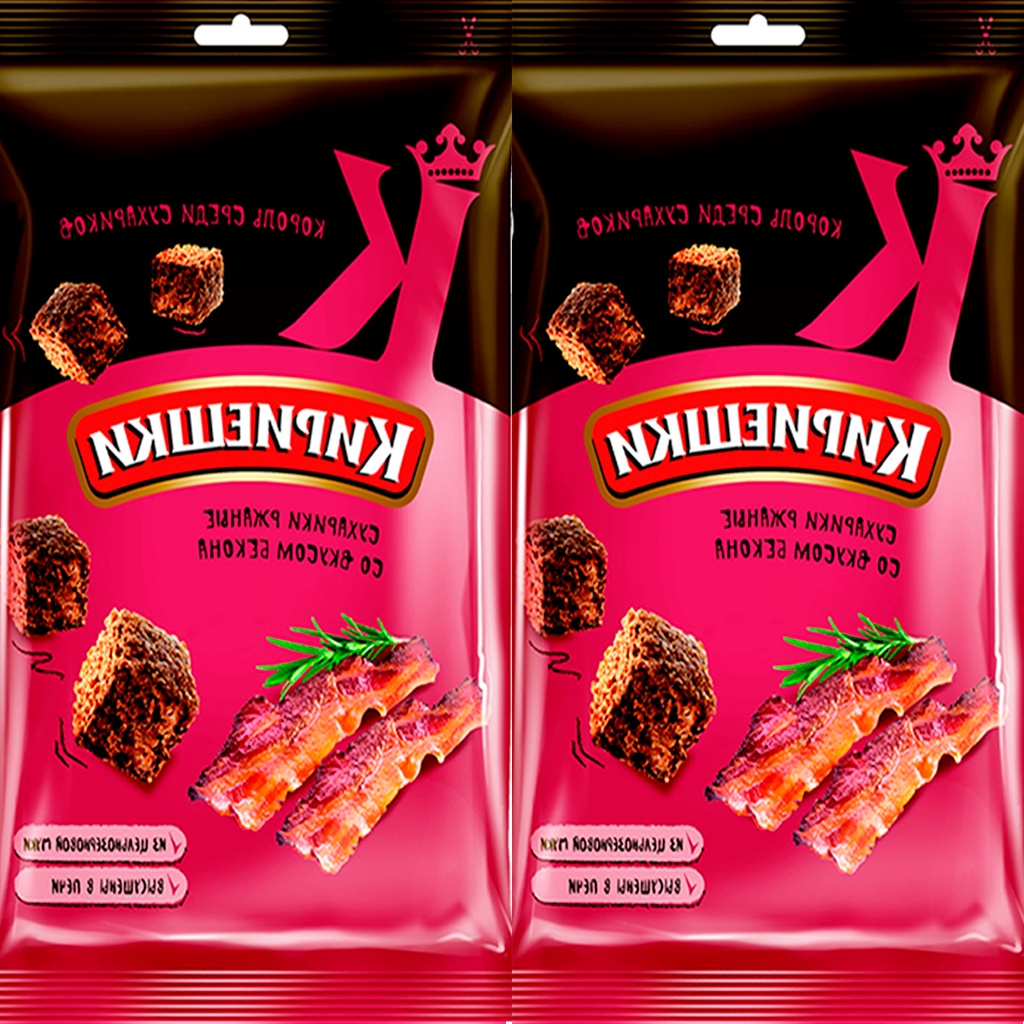 КОРОЛЬ СРЕДИ СУХАРИКОВ
К
КИРИЕШКИ
СУХАРИКИ РЖАНЫЕ
СО ВКУСОМ БЕКОНА
ИЗ ЦЕЛЬНОЗЕРНОВОЙ МУКИ
ВЫСУШЕНЫ В ПЕЧИ
КОРОЛЬ СРЕДИ СУХАРИКОВ
К
КИРИЕШКИ
СУХАРИКИ РЖАНЫЕ
СО ВКУСОМ БЕКОНА
ИЗ ЦЕЛЬНОЗЕРНОВОЙ МУКИ
ВЫСУШЕНЫ В ПЕЧИ